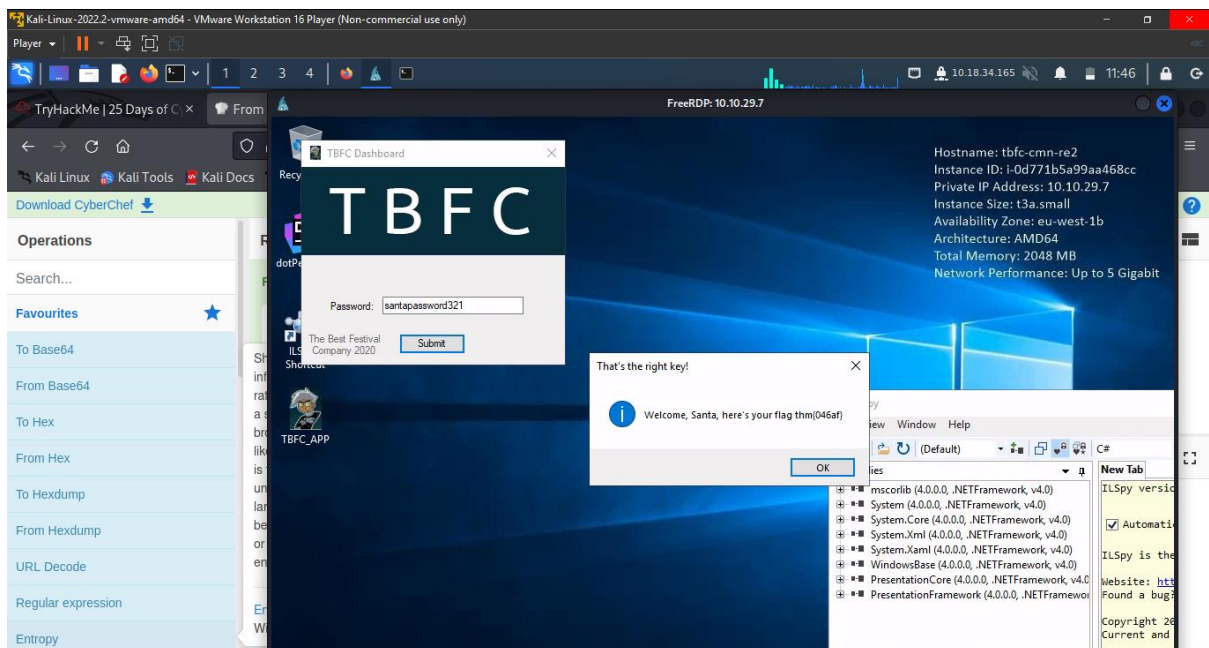 Kali-Linux-2022.2-vmware-amd64 - VMware Workstation 16 Player (Non-commercial use only)
Player
1 2 3 4
10.18.34.165
11:46
TryHackMe | 25 Days of C
From
FreeRDP: 10.10.29.7
Kali Linux
Kali Tools
Kali Docs
Download CyberChef
Operations
Search...
Favourites
To Base64
From Base64
To Hex
From Hex
To Hexdump
From Hexdump
URL Decode
Regular expression
Entropy
Recy
dotPe
ILS
Shortcut
TBFC_APP
TBFC Dashboard
TBFC
Password: santapassword321
The Best Festival
Company 2020
Submit
Hostname: tbfc-cmn-re2
Instance ID: i-0d771b5a99aa468cc
Private IP Address: 10.10.29.7
Instance Size: t3a.small
Availability Zone: eu-west-1b
Architecture: AMD64
Total Memory: 2048 MB
Network Performance: Up to 5 Gigabit
That's the right key!
Welcome, Santa, here's your flag thm{046af}
OK
Window Help
(Default)
C#
New Tab
mscorlib (4.0.0.0, .NETFramework, v4.0)
System (4.0.0.0, .NETFramework, v4.0)
System.Core (4.0.0.0, .NETFramework, v4.0)
System.Xml (4.0.0.0, .NETFramework, v4.0)
System.Xaml (4.0.0.0, .NETFramework, v4.0)
WindowsBase (4.0.0.0, .NETFramework, v4.0)
PresentationCore (4.0.0.0, .NETFramework, v4.0
PresentationFramework (4.0.0.0, .NETFramewor
ILSpy versio
Automati
ILSpy is the
Website: htt
Found a bug?
Copyright 20
Current and